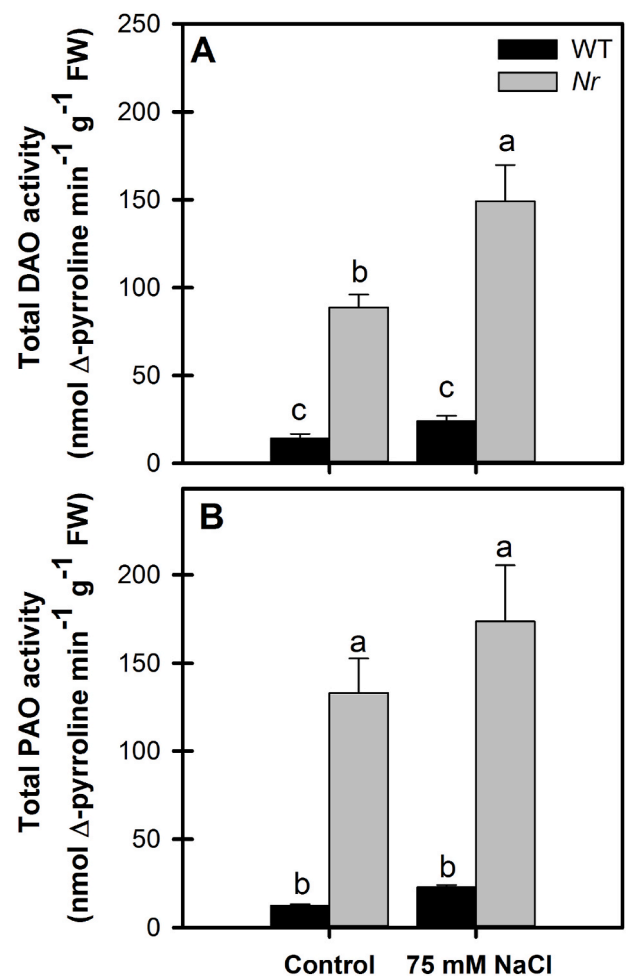 A
WT
Nr
Total DAO activity
(nmol Δ-pyrroline min⁻¹ g⁻¹ FW)
250
200
150
100
50
0
c
b
c
a
B
Total PAO activity
(nmol Δ-pyrroline min⁻¹ g⁻¹ FW)
200
150
100
50
0
b
a
b
a
Control
75 mM NaCl